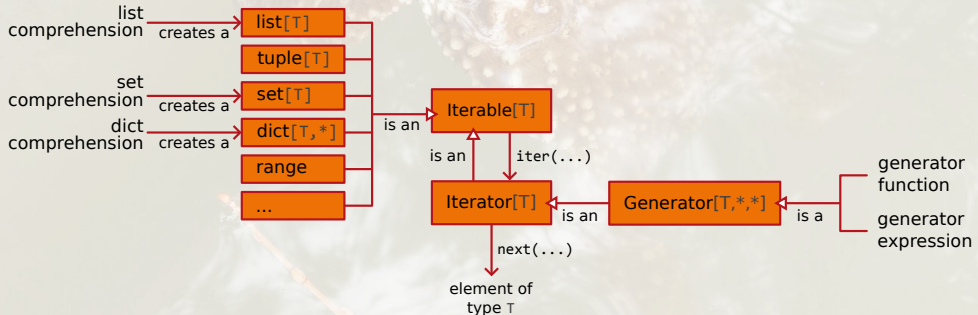 list
comprehension
creates a
list[T]
tuple[T]
set
comprehension
creates a
set[T]
dict
comprehension
creates a
dict[T,*]
range
...
is an
Iterable[T]
is an
iter(...)
Iterator[T]
is an
Generator[T,*,*]
is a
generator
function
generator
expression
next(...)
element of
type T